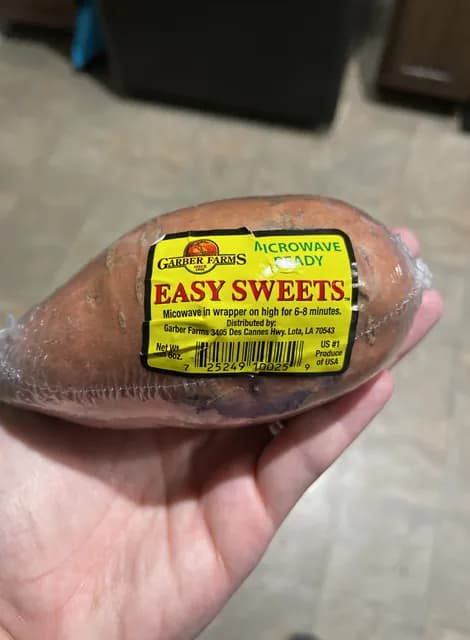 GARBER FARMS
MICROWAVE
READY
EASY SWEETS
Micowave in wrapper on high for 6-8 minutes.
Distributed by:
Garber Farms 3405 Des Cannes Hwy. Lota, LA 70543
Net Wt.
8oz.
US #1
Produce
of USA
7 25249 10025 9